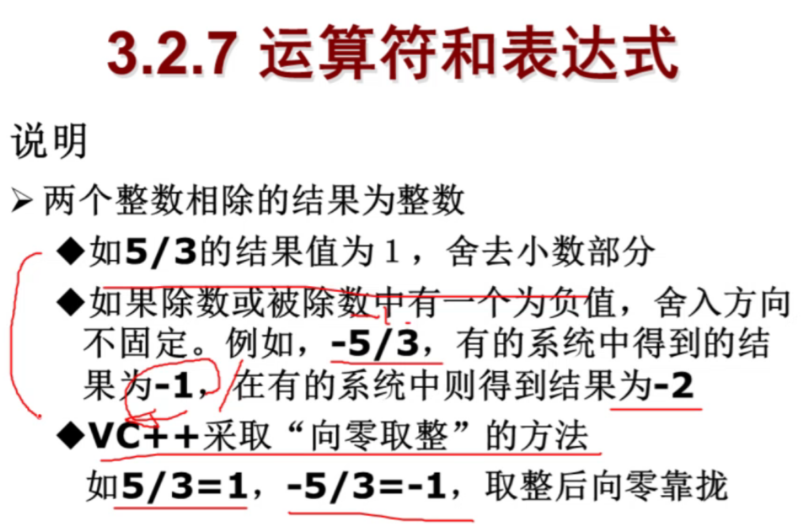 3.2.7 运算符和表达式
说明
➢ 两个整数相除的结果为整数
◆如5/3的结果值为１，舍去小数部分
◆如果除数或被除数中有一个为负值，舍入方向
不固定。例如，-5/3，有的系统中得到的结
果为-1，在有的系统中则得到结果为-2
◆VC++采取“向零取整”的方法
如5/3=1，-5/3=-1，取整后向零靠拢